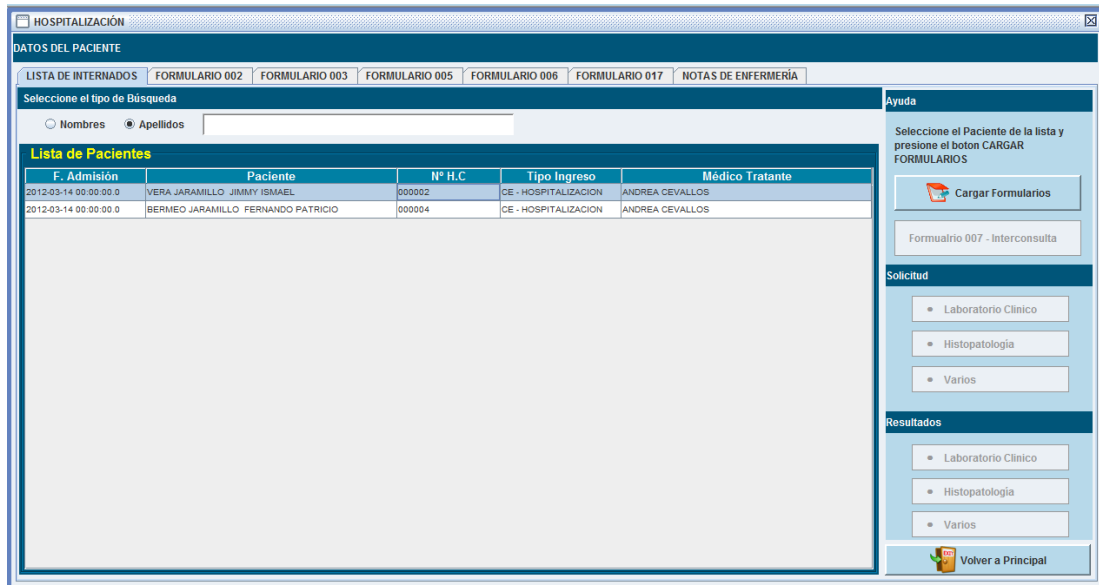 HOSPITALIZACIÓN
DATOS DEL PACIENTE
LISTA DE INTERNADOS FORMULARIO 002 FORMULARIO 003 FORMULARIO 005 FORMULARIO 006 FORMULARIO 017 NOTAS DE ENFERMERÍA
Seleccione el tipo de Búsqueda
Nombres Apellidos
Lista de Pacientes
F. Admisión Paciente Nº H.C Tipo Ingreso Médico Tratante
2012-03-14 00:00:00.0 VERA JARAMILLO JIMMY ISMAEL 000002 CE - HOSPITALIZACION ANDREA CEVALLOS
2012-03-14 00:00:00.0 BERMEO JARAMILLO FERNANDO PATRICIO 000004 CE - HOSPITALIZACION ANDREA CEVALLOS
Ayuda
Seleccione el Paciente de la lista y
presione el boton CARGAR
FORMULARIOS
Cargar Formularios
Formualrio 007 - Interconsulta
Solicitud
Laboratorio Clinico
Histopatología
Varios
Resultados
Laboratorio Clinico
Histopatología
Varios
EXIT
Volver a Principal